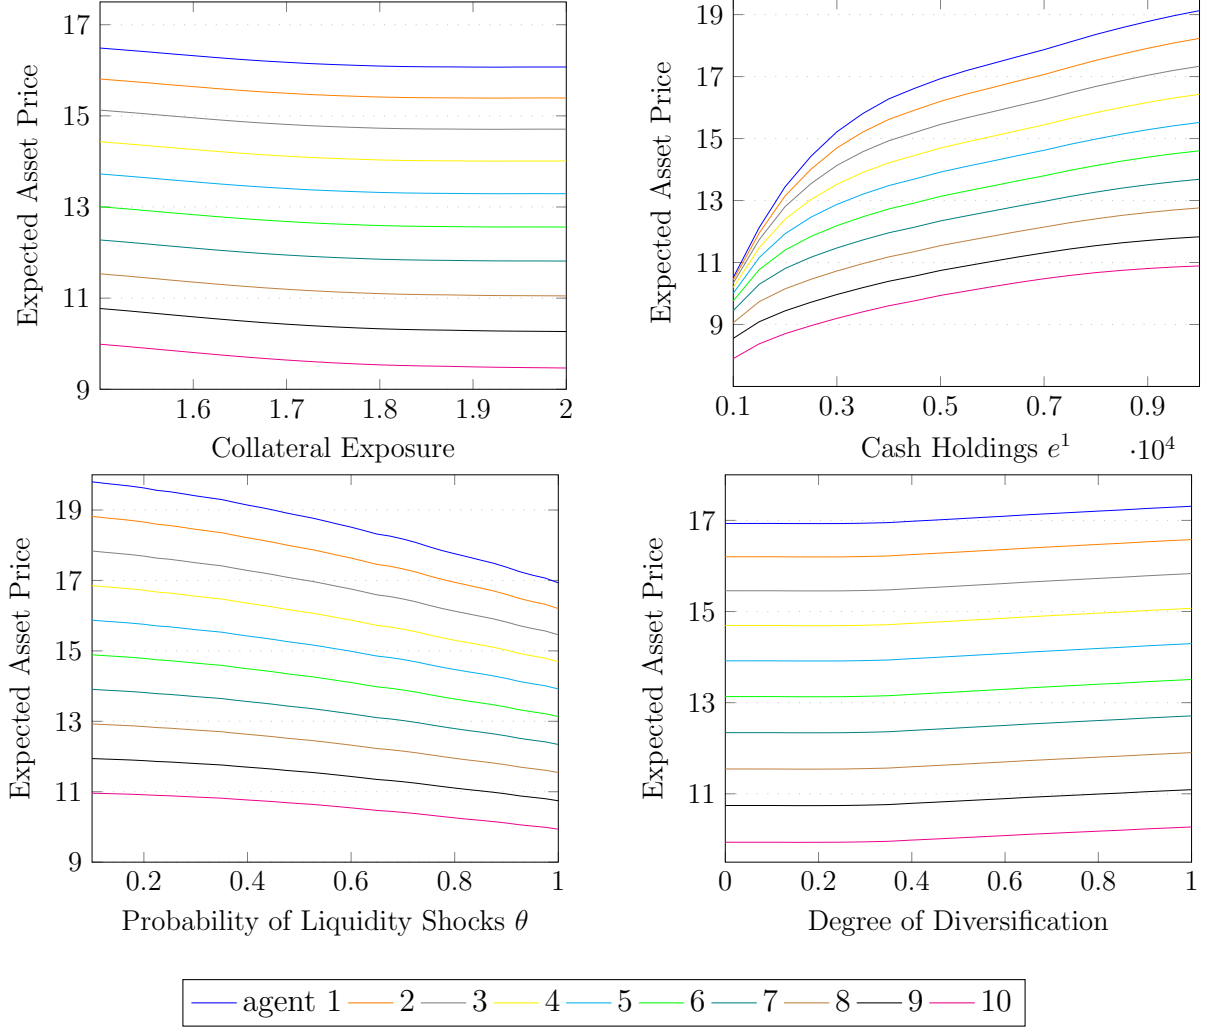 Expected Asset Price
17
15
13
11
9
1.6 1.7 1.8 1.9 2
Collateral Exposure
Expected Asset Price
19
17
15
13
11
9
0.1 0.3 0.5 0.7 0.9
Cash Holdings e¹ ·10⁴
Expected Asset Price
19
17
15
13
11
9
0.2 0.4 0.6 0.8 1
Probability of Liquidity Shocks θ
Expected Asset Price
17
15
13
11
0 0.2 0.4 0.6 0.8 1
Degree of Diversification
agent 1 2 3 4 5 6 7 8 9 10